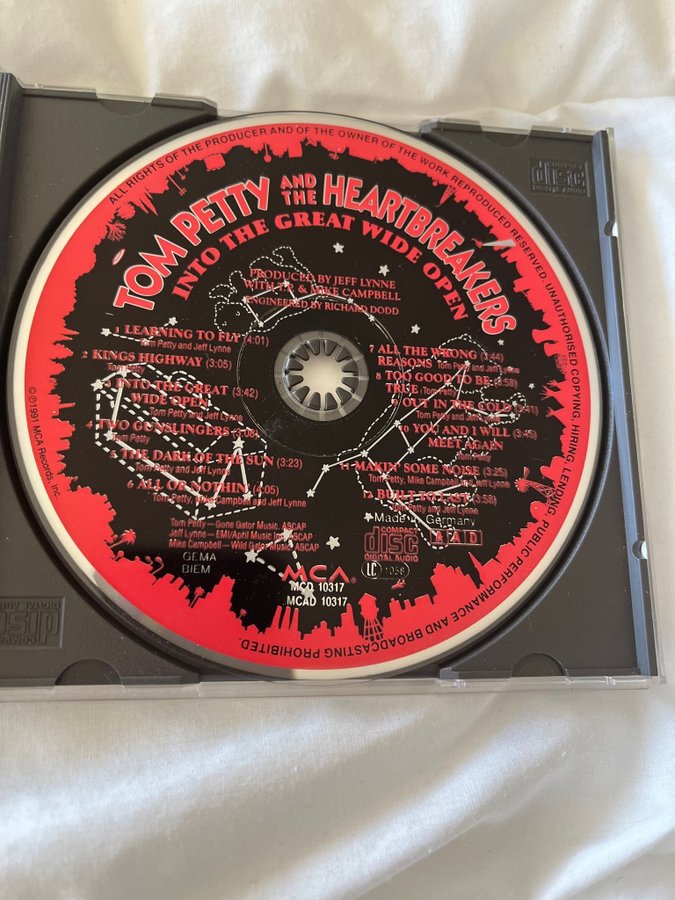 ALL RIGHTS OF THE PRODUCER AND OF THE OWNER OF THE WORK REPRODUCED RESERVED. UNAUTHORISED COPYING, HIRING, LENDING, PUBLIC PERFORMANCE AND BROADCASTING PROHIBITED.
℗©1991 MCA Records, Inc.
TOM PETTY AND THE HEARTBREAKERS
INTO THE GREAT WIDE OPEN
PRODUCED BY JEFF LYNNE
WITH T.P. & MIKE CAMPBELL
ENGINEERED BY RICHARD DODD
1 LEARNING TO FLY (4:01)
Tom Petty and Jeff Lynne
2 KINGS HIGHWAY (3:05)
Tom Petty
3 INTO THE GREAT (3:42)
WIDE OPEN
Tom Petty and Jeff Lynne
4 TWO GUNSLINGERS (3:08)
Tom Petty
5 THE DARK OF THE SUN (3:23)
Tom Petty and Jeff Lynne
6 ALL OR NOTHIN' (4:05)
Tom Petty, Mike Campbell and Jeff Lynne
7 ALL THE WRONG (3:44)
REASONS Tom Petty and Jeff Lynne
8 TOO GOOD TO BE (3:58)
TRUE Tom Petty
OUT IN THE COLD (3:41)
Tom Petty and Jeff Lynne
10 YOU AND I WILL (3:45)
MEET AGAIN
Tom Petty
11 MAKIN' SOME NOISE (3:25)
Tom Petty, Mike Campbell and Jeff Lynne
12 BUILT TO LAST (3:58)
Tom Petty and Jeff Lynne
Tom Petty – Gone Gator Music. ASCAP
Jeff Lynne – EMI/April Music Inc. ASCAP
Mike Campbell – Wild Gator Music. ASCAP
GEMA
BIEM
Made in Germany
COMPACT
disc
DIGITAL AUDIO
AAD
LC 1056
MCA
MCD 10317
MCAD 10317
COMPACT
disc
DIGITAL AUDIO
COMPACT
disc
DIGITAL AUDIO